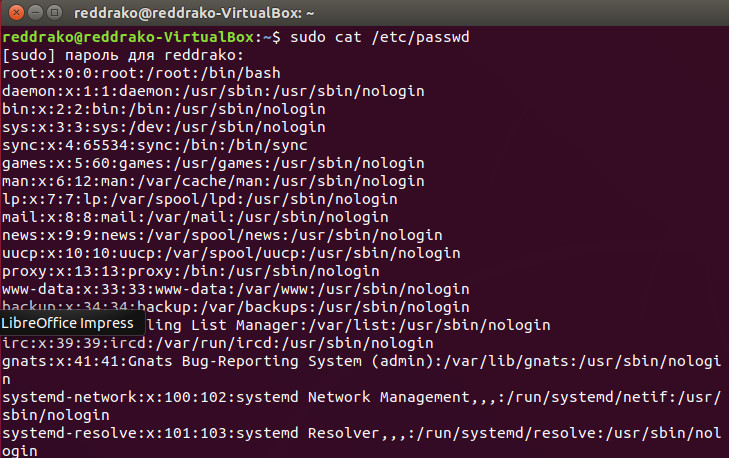 reddrako@reddrako-VirtualBox: ~
reddrako@reddrako-VirtualBox:~$ sudo cat /etc/passwd
[sudo] пароль для reddrako:
root:x:0:0:root:/root:/bin/bash
daemon:x:1:1:daemon:/usr/sbin:/usr/sbin/nologin
bin:x:2:2:bin:/bin:/usr/sbin/nologin
sys:x:3:3:sys:/dev:/usr/sbin/nologin
sync:x:4:65534:sync:/bin:/bin/sync
games:x:5:60:games:/usr/games:/usr/sbin/nologin
man:x:6:12:man:/var/cache/man:/usr/sbin/nologin
lp:x:7:7:lp:/var/spool/lpd:/usr/sbin/nologin
mail:x:8:8:mail:/var/mail:/usr/sbin/nologin
news:x:9:9:news:/var/spool/news:/usr/sbin/nologin
uucp:x:10:10:uucp:/var/spool/uucp:/usr/sbin/nologin
proxy:x:13:13:proxy:/bin:/usr/sbin/nologin
www-data:x:33:33:www-data:/var/www:/usr/sbin/nologin
backup:x:34:34:backup:/var/backups:/usr/sbin/nologin
LibreOffice Impress
ling List Manager:/var/list:/usr/sbin/nologin
irc:x:39:39:ircd:/var/run/ircd:/usr/sbin/nologin
gnats:x:41:41:Gnats Bug-Reporting System (admin):/var/lib/gnats:/usr/sbin/nologi
n
systemd-network:x:100:102:systemd Network Management,,,:/run/systemd/netif:/usr/
sbin/nologin
systemd-resolve:x:101:103:systemd Resolver,,,:/run/systemd/resolve:/usr/sbin/nol
ogin